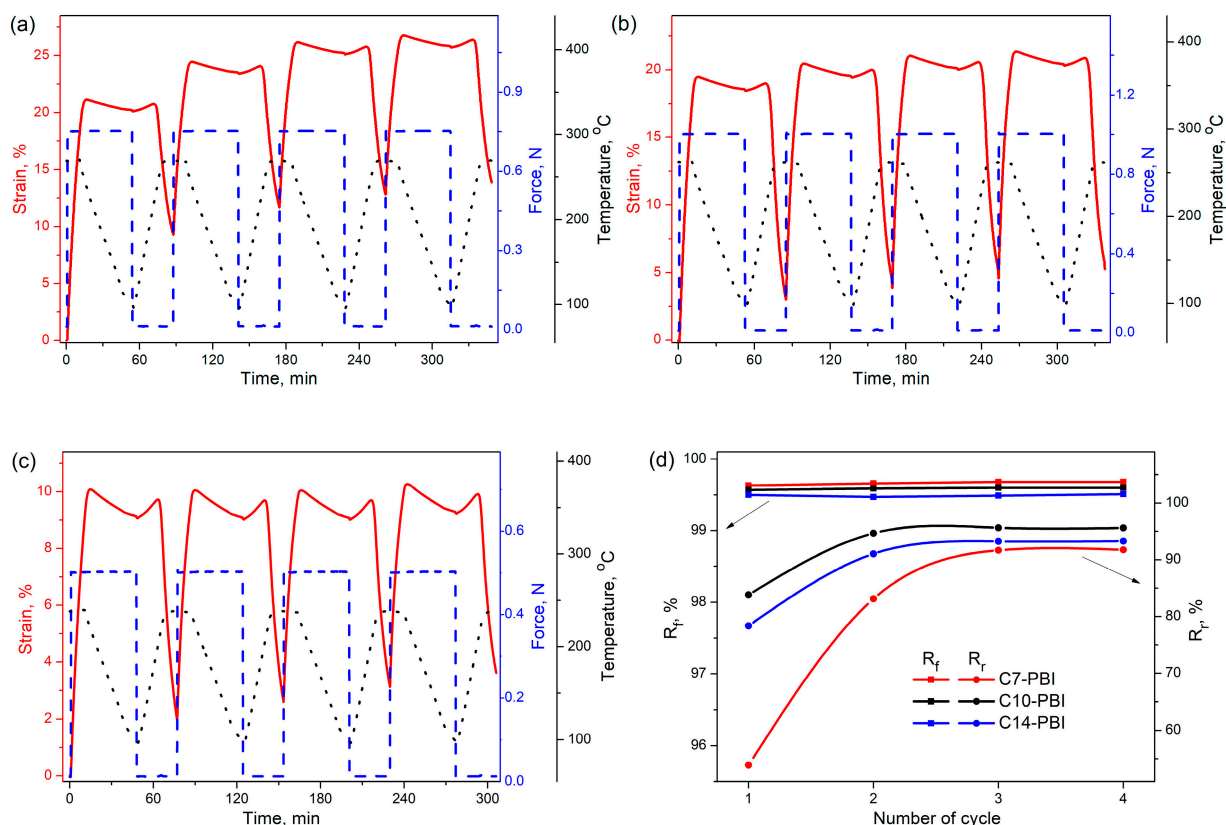 (a)
25
20
15
10
5
0
Strain, %
0.9
0.6
0.3
0.0
Force, N
400
300
200
100
Temperature, °C
0 60 120 180 240 300
Time, min
(b)
20
15
10
5
0
Strain, %
1.2
0.8
0.4
0.0
Force, N
400
300
200
100
Temperature, °C
0 60 120 180 240 300
Time, min
(c)
10
8
6
4
2
0
Strain, %
0.6
0.4
0.2
0.0
Force, N
400
300
200
100
Temperature, °C
0 60 120 180 240 300
Time, min
(d)
100
99
98
97
96
Rf, %
100
90
80
70
60
Rr, %
Rf Rr
C7-PBI
C10-PBI
C14-PBI
1 2 3 4
Number of cycle